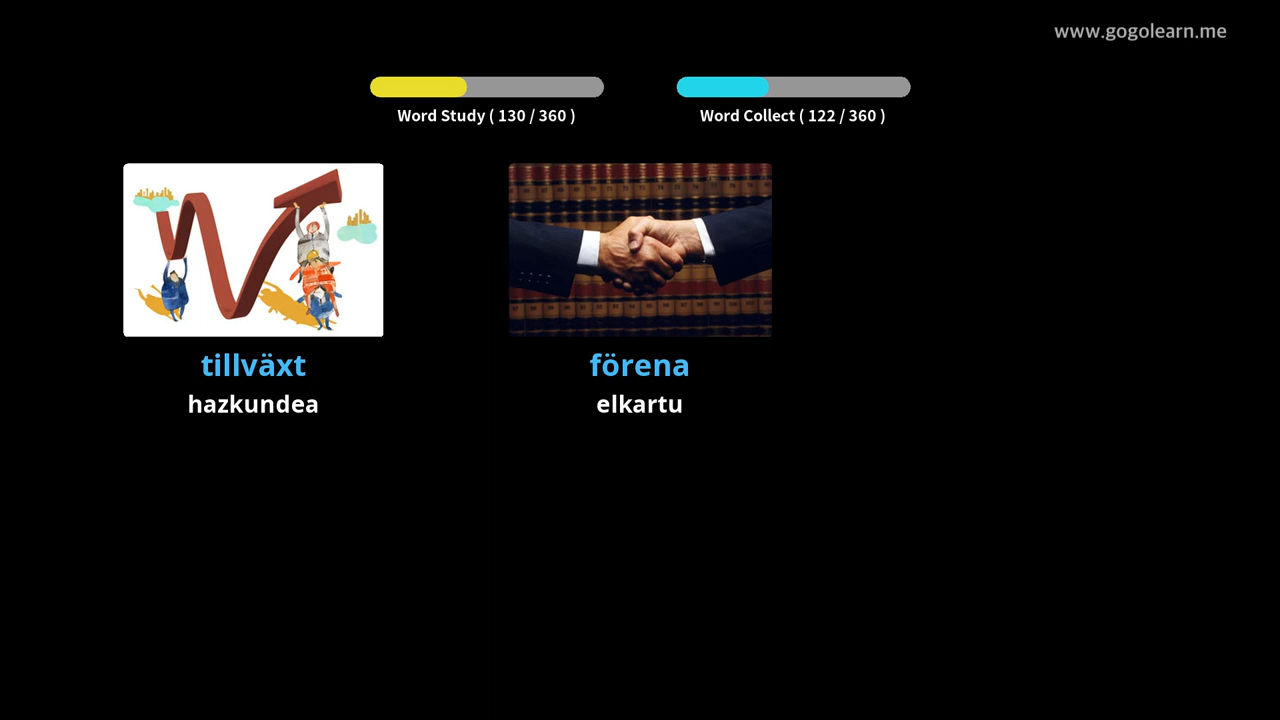 www.gogolearn.me
Word Study ( 130 / 360 )
Word Collect ( 122 / 360 )
tillväxt
förena
hazkundea
elkartu